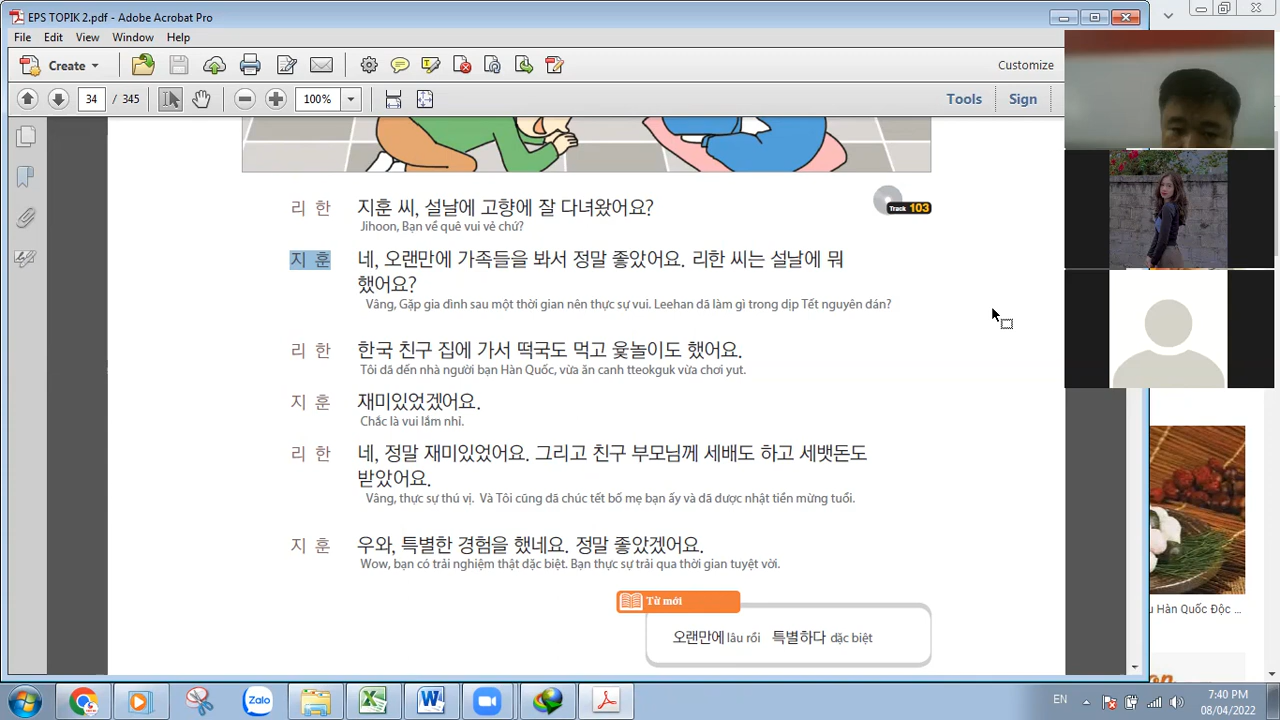 EPS TOPIK 2.pdf - Adobe Acrobat Pro
File Edit View Window Help
Create Customize
34 / 345 100% Tools Sign
리 한 지훈 씨, 설날에 고향에 잘 다녀왔어요?
Track 103
Jihoon, Bạn về quê vui vẻ chứ?
지 훈 네, 오랜만에 가족들을 봐서 정말 좋았어요. 리한 씨는 설날에 뭐
했어요?
Vâng, Gặp gia đình sau một thời gian nên thực sự vui. Leehan đã làm gì trong dịp Tết nguyên đán?
리 한 한국 친구 집에 가서 떡국도 먹고 윷놀이도 했어요.
Tôi đã đến nhà người bạn Hàn Quốc, vừa ăn canh tteokguk vừa chơi yut.
지 훈 재미있었겠어요.
Chắc là vui lắm nhỉ.
리 한 네, 정말 재미있었어요. 그리고 친구 부모님께 세배도 하고 세뱃돈도
받았어요.
Vâng, thực sự thú vị. Và Tôi cũng đã chúc tết bố mẹ bạn ấy và đã được nhật tiền mừng tuổi.
지 훈 우와, 특별한 경험을 했네요. 정말 좋았겠어요.
Wow, bạn có trải nghiệm thật đặc biệt. Bạn thực sự trải qua thời gian tuyệt vời.
Từ mới
오랜만에 lâu rồi 특별하다 đặc biệt
u Hàn Quốc Độc ...
Zalo
EN
7:40 PM
08/04/2022